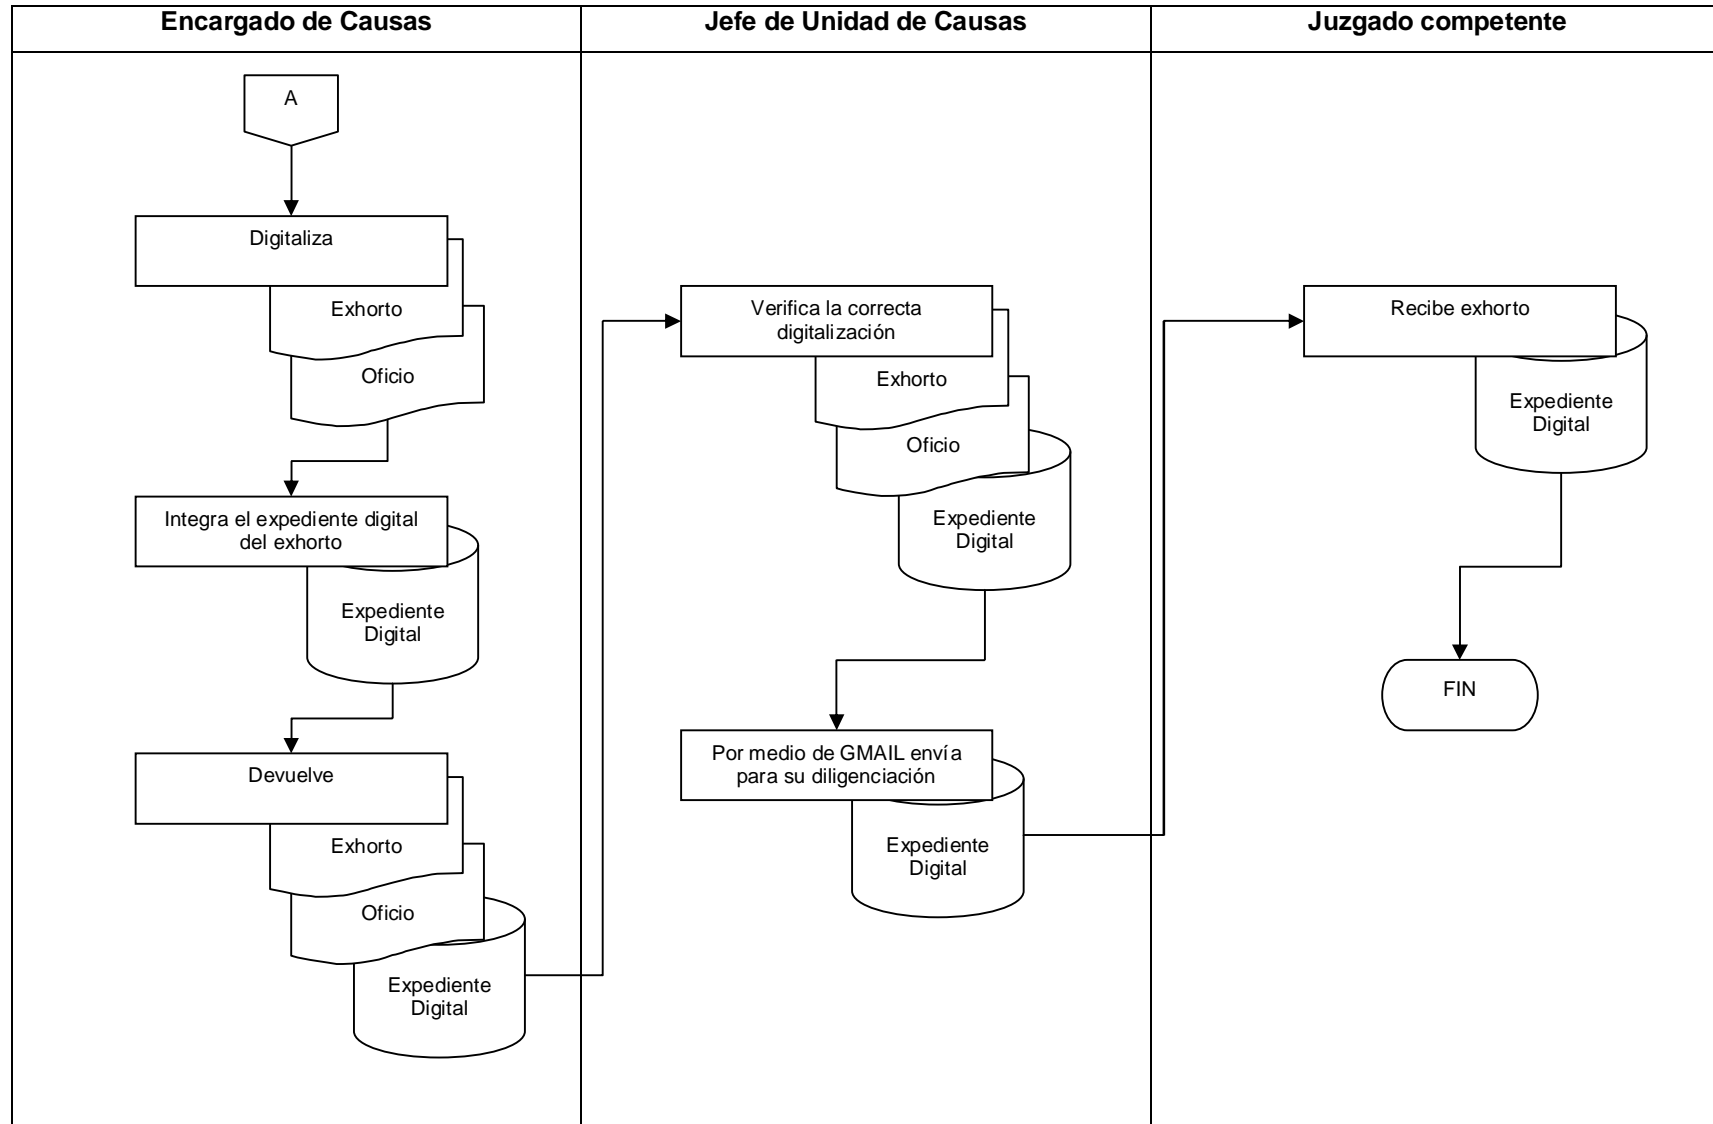 Encargado de Causas
Jefe de Unidad de Causas
Juzgado competente
A
Digitaliza
Exhorto
Oficio
Integra el expediente digital
del exhorto
Expediente
Digital
Devuelve
Exhorto
Oficio
Expediente
Digital
Verifica la correcta
digitalización
Exhorto
Oficio
Expediente
Digital
Por medio de GMAIL envía
para su diligenciación
Expediente
Digital
Recibe exhorto
Expediente
Digital
FIN